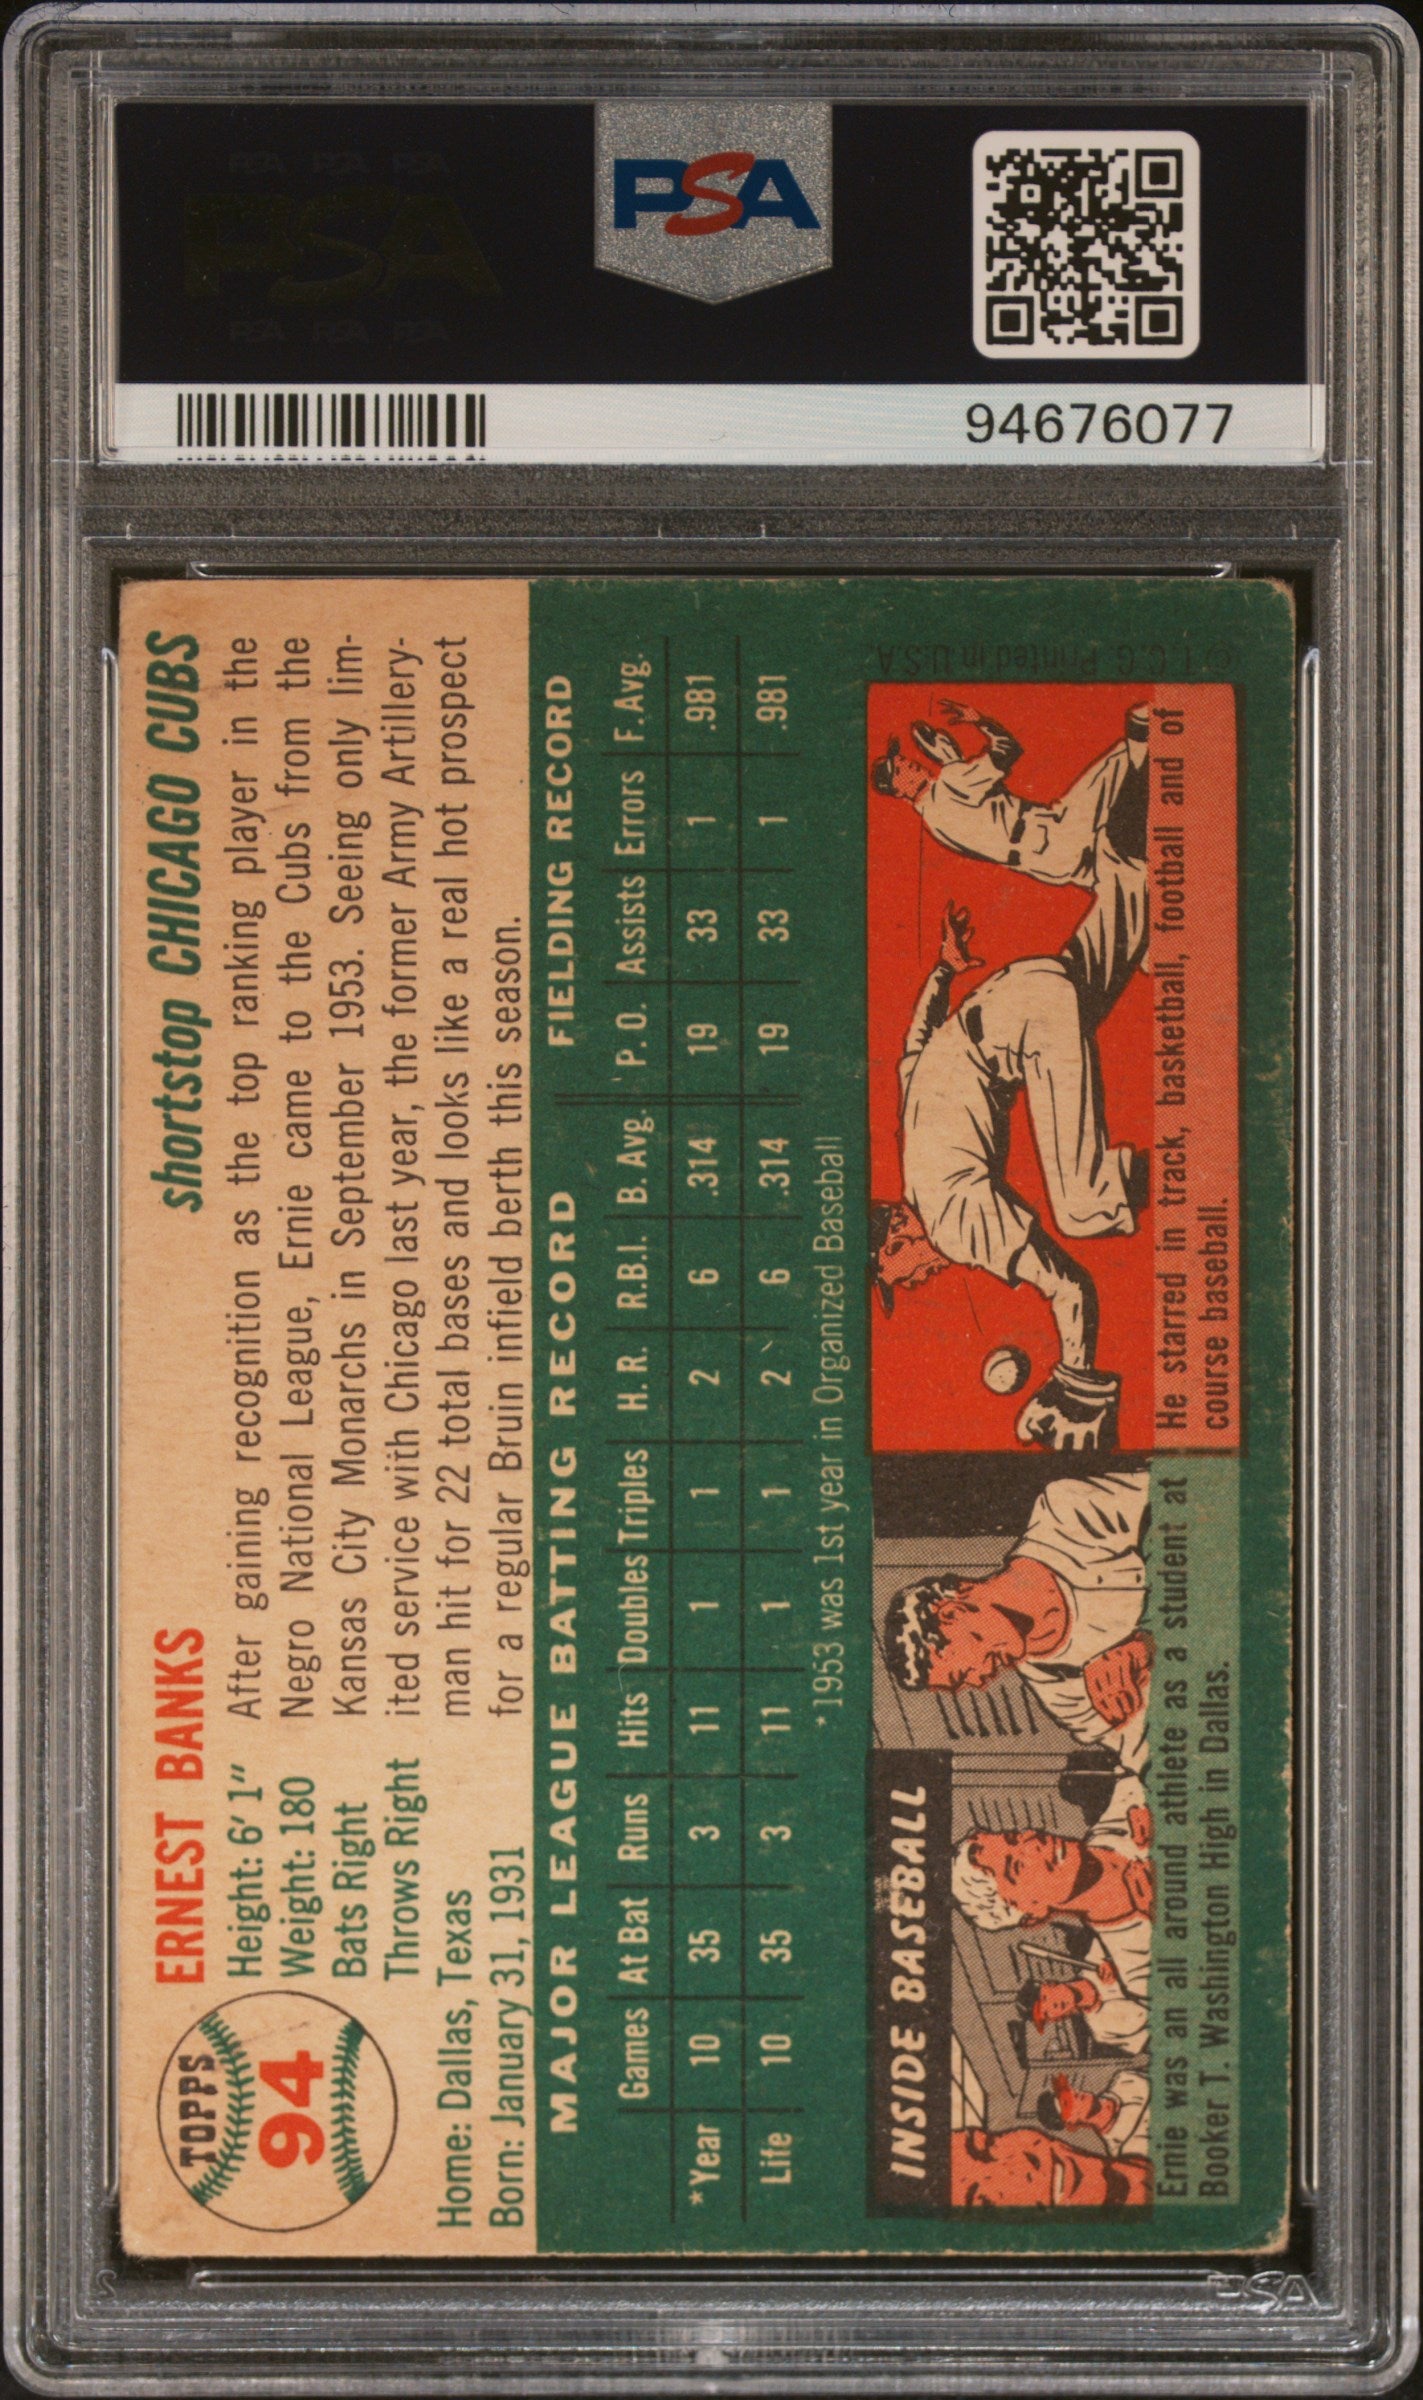 PSA PSA PSA
PSA
PSA PSA PSA
PSA
94676077
TOPPS
94
ERNEST BANKS
shortstop CHICAGO CUBS
Height: 6' 1"
Weight: 180
Bats Right
Throws Right
Home: Dallas, Texas
Born: January 31, 1931
After gaining recognition as the top ranking player in the
Negro National League, Ernie came to the Cubs from the
Kansas City Monarchs in September 1953. Seeing only lim-
ited service with Chicago last year, the former Army Artillery-
man hit for 22 total bases and looks like a real hot prospect
for a regular Bruin infield berth this season.
MAJOR LEAGUE BATTING RECORD FIELDING RECORD
Games At Bat Runs Hits Doubles Triples H. R. R.B.I. B. Avg. P. O. Assists Errors F. Avg.
*Year 10 35 3 11 1 1 2 6 .314 19 33 1 .981
Life 10 35 3 11 1 1 2 6 .314 19 33 1 .981
*1953 was 1st year in Organized Baseball
INSIDE BASEBALL
Ernie was an all around athlete as a student at
Booker T. Washington High in Dallas.
He starred in track, basketball, football and of
course baseball.
© T. C. G. Printed in U.S.A.
PSA